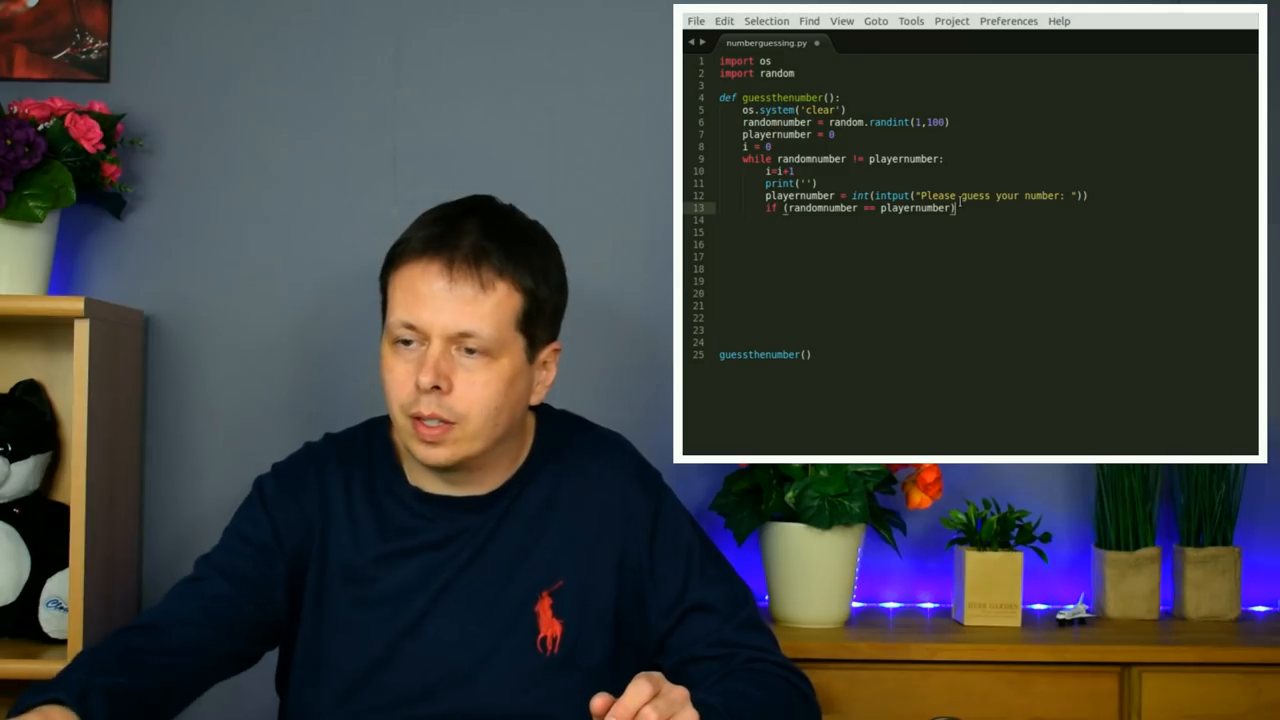 File Edit Selection Find View Goto Tools Project Preferences Help
numberguessing.py
1 import os
2 import random
3
4 def guessthenumber():
5 os.system('clear')
6 randomnumber = random.randint(1,100)
7 playernumber = 0
8 i = 0
9 while randomnumber != playernumber:
10 i=i+1
11 print('')
12 playernumber = int(intput("Please guess your number: "))
13 if (randomnumber == playernumber)
14
15
16
17
18
19
20
21
22
23
24
25 guessthenumber()
HERB GARDEN